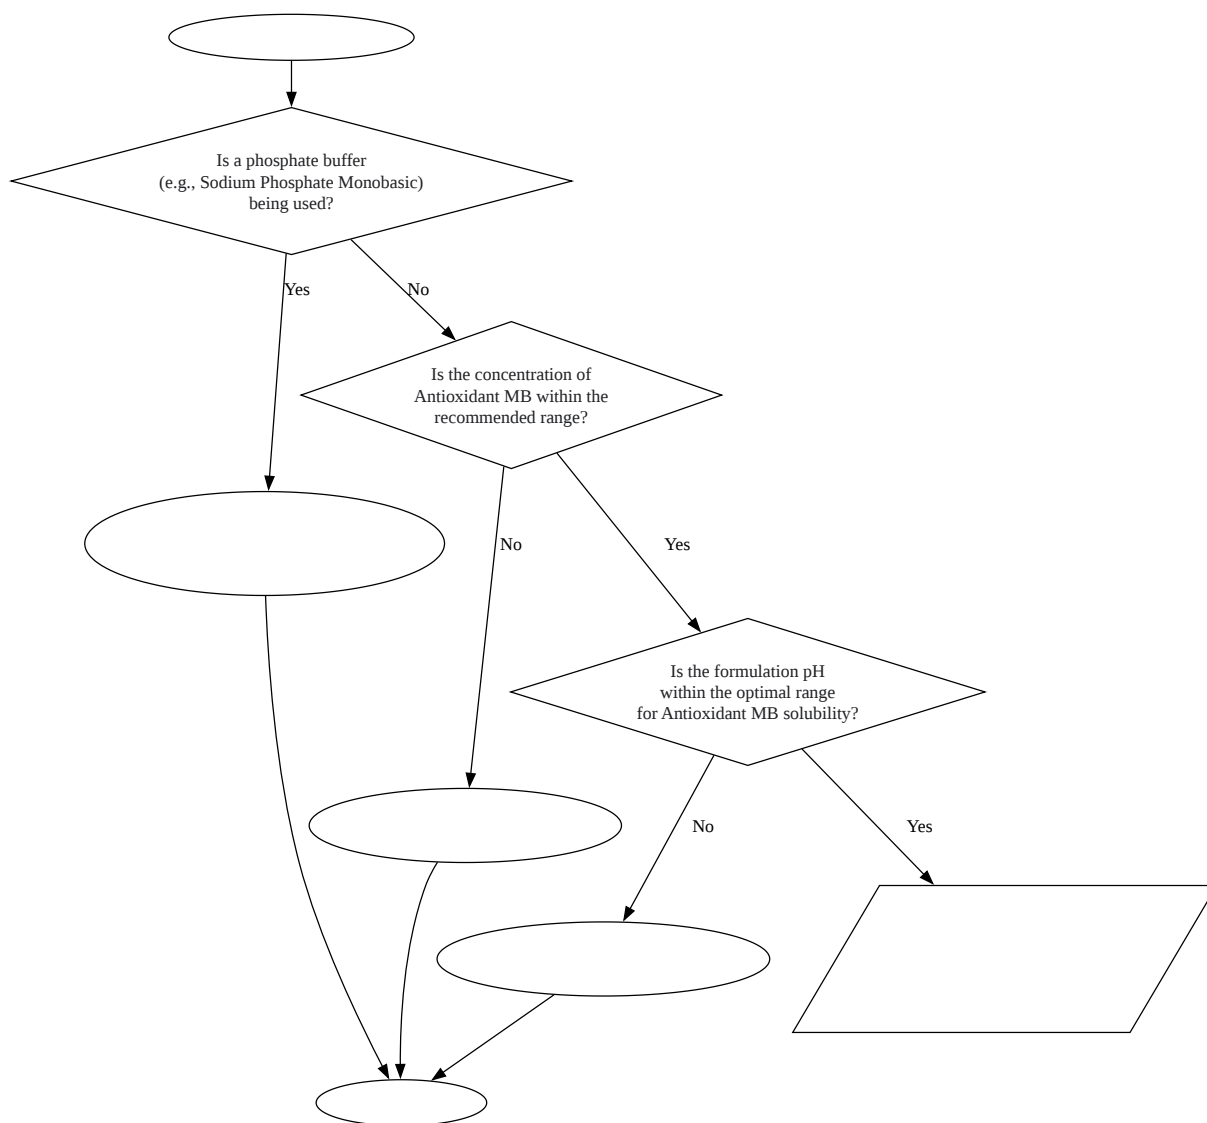 Is a phosphate buffer
(e.g., Sodium Phosphate Monobasic)
being used?
Yes
No
Is the concentration of
Antioxidant MB within the
recommended range?
No
Yes
Is the formulation pH
within the optimal range
for Antioxidant MB solubility?
No
Yes